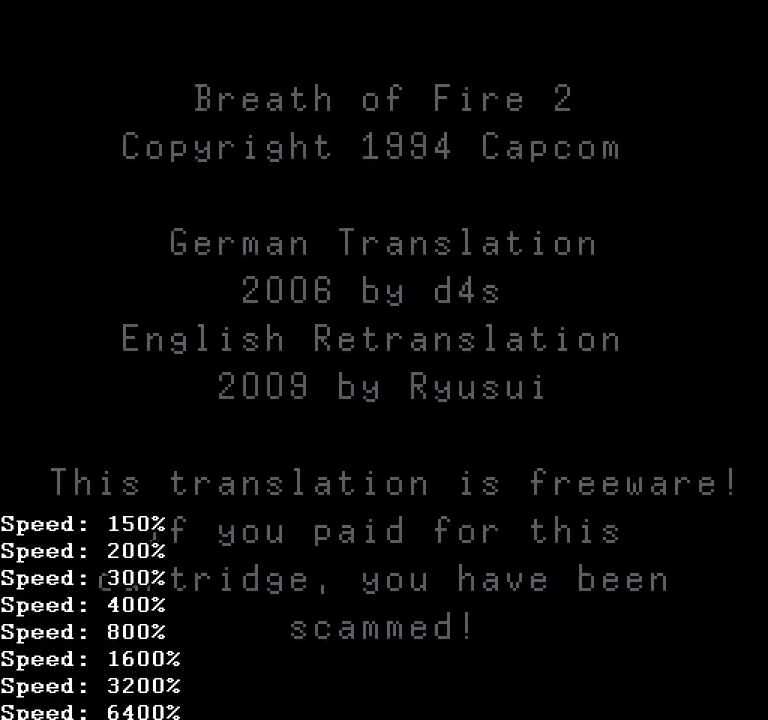 Breath of Fire 2
Copyright 1994 Capcom
German Translation
2006 by d4s
English Retranslation
2009 by Ryusui
This translation is freeware!
If you paid for this
cartridge, you have been
scammed!
Speed: 150%
Speed: 200%
Speed: 300%
Speed: 400%
Speed: 800%
Speed: 1600%
Speed: 3200%
Speed: 6400%